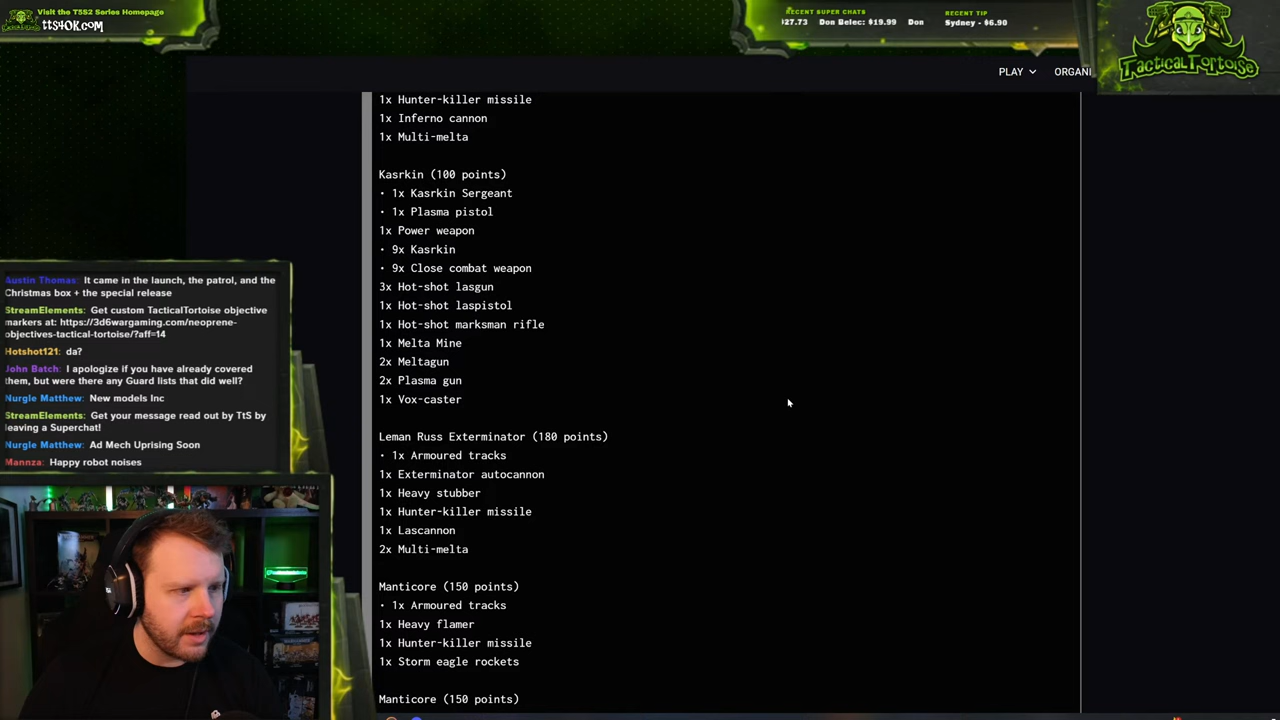 Visit the T5S2 Series Homepage
tts40k.com
RECENT SUPER CHATS
$27.73 Don Belec: $19.99 Don
RECENT TIP
Sydney - $6.90
TACTICALTORTOISE
PLAY
ORGANI
1x Hunter-killer missile
1x Inferno cannon
1x Multi-melta
Kasrkin (100 points)
• 1x Kasrkin Sergeant
• 1x Plasma pistol
1x Power weapon
• 9x Kasrkin
• 9x Close combat weapon
3x Hot-shot lasgun
1x Hot-shot laspistol
1x Hot-shot marksman rifle
1x Melta Mine
2x Meltagun
2x Plasma gun
1x Vox-caster
Leman Russ Exterminator (180 points)
• 1x Armoured tracks
1x Exterminator autocannon
1x Heavy stubber
1x Hunter-killer missile
1x Lascannon
2x Multi-melta
Manticore (150 points)
• 1x Armoured tracks
1x Heavy flamer
1x Hunter-killer missile
1x Storm eagle rockets
Manticore (150 points)
Austin Thomas: It came in the launch, the patrol, and the
Christmas box + the special release
StreamElements: Get custom TacticalTortoise objective
markers at: https://3d6wargaming.com/neoprene-
objectives-tactical-tortoise/?aff=14
Hotshot121: da?
John Batch: I apologize if you have already covered
them, but were there any Guard lists that did well?
Nurgle Matthew: New models Inc
StreamElements: Get your message read out by TtS by
leaving a Superchat!
Nurgle Matthew: Ad Mech Uprising Soon
Mannza: Happy robot noises